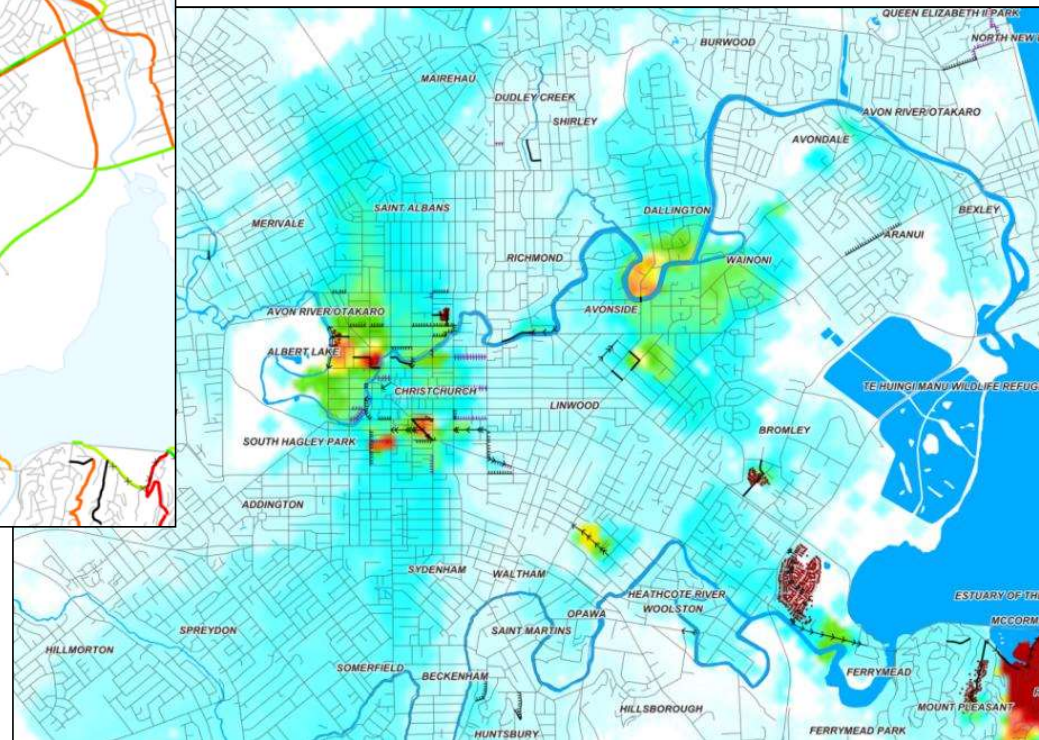 QUEEN ELIZABETH II PARK
NORTH NEW
BURWOOD
MAIREHAU
DUDLEY CREEK
SHIRLEY
AVON RIVER/OTAKARO
AVONDALE
SAINT ALBANS
DALLINGTON
BEXLEY
MERIVALE
ARANUI
RICHMOND
WAINONI
AVON RIVER/OTAKARO
AVONSIDE
ALBERT LAKE
CHRISTCHURCH
TE HUINGI MANU WILDLIFE REFUG
LINWOOD
BROMLEY
SOUTH HAGLEY PARK
ADDINGTON
SYDENHAM
WALTHAM
HEATHCOTE RIVER
ESTUARY OF TH
WOOLSTON
OPAWA
MCCORM
SPREYDON
SAINT MARTINS
HILLMORTON
SOMERFIELD
BECKENHAM
FERRYMEAD
HILLSBOROUGH
MOUNT PLEASANT
HUNTSBURY
FERRYMEAD PARK